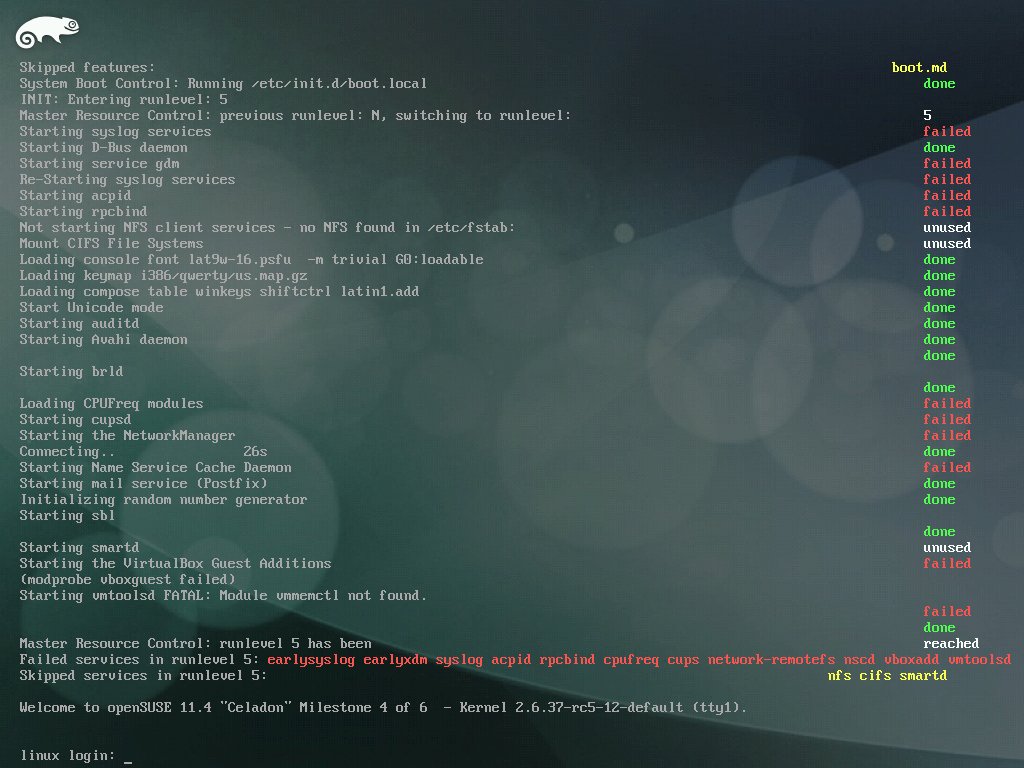 Skipped features: boot.md
System Boot Control: Running /etc/init.d/boot.local done
INIT: Entering runlevel: 5
Master Resource Control: previous runlevel: N, switching to runlevel: 5
Starting syslog services failed
Starting D-Bus daemon done
Starting service gdm failed
Re-Starting syslog services failed
Starting acpid failed
Starting rpcbind failed
Not starting NFS client services - no NFS found in /etc/fstab: unused
Mount CIFS File Systems unused
Loading console font lat9w-16.psfu -m trivial G0:loadable done
Loading keymap i386/qwerty/us.map.gz done
Loading compose table winkeys shiftctrl latin1.add done
Start Unicode mode done
Starting auditd done
Starting Avahi daemon done
done
Starting brld
done
Loading CPUFreq modules failed
Starting cupsd failed
Starting the NetworkManager failed
Connecting.. 26s done
Starting Name Service Cache Daemon failed
Starting mail service (Postfix) done
Initializing random number generator done
Starting sbl
done
Starting smartd unused
Starting the VirtualBox Guest Additions failed
(modprobe vboxguest failed)
Starting vmtoolsd FATAL: Module vmmemctl not found.
failed
done
Master Resource Control: runlevel 5 has been reached
Failed services in runlevel 5: earlysyslog earlyxdm syslog acpid rpcbind cpufreq cups network-remotefs nscd vboxadd vmtoolsd
Skipped services in runlevel 5: nfs cifs smartd
Welcome to openSUSE 11.4 "Celadon" Milestone 4 of 6 - Kernel 2.6.37-rc5-12-default (tty1).
linux login: _